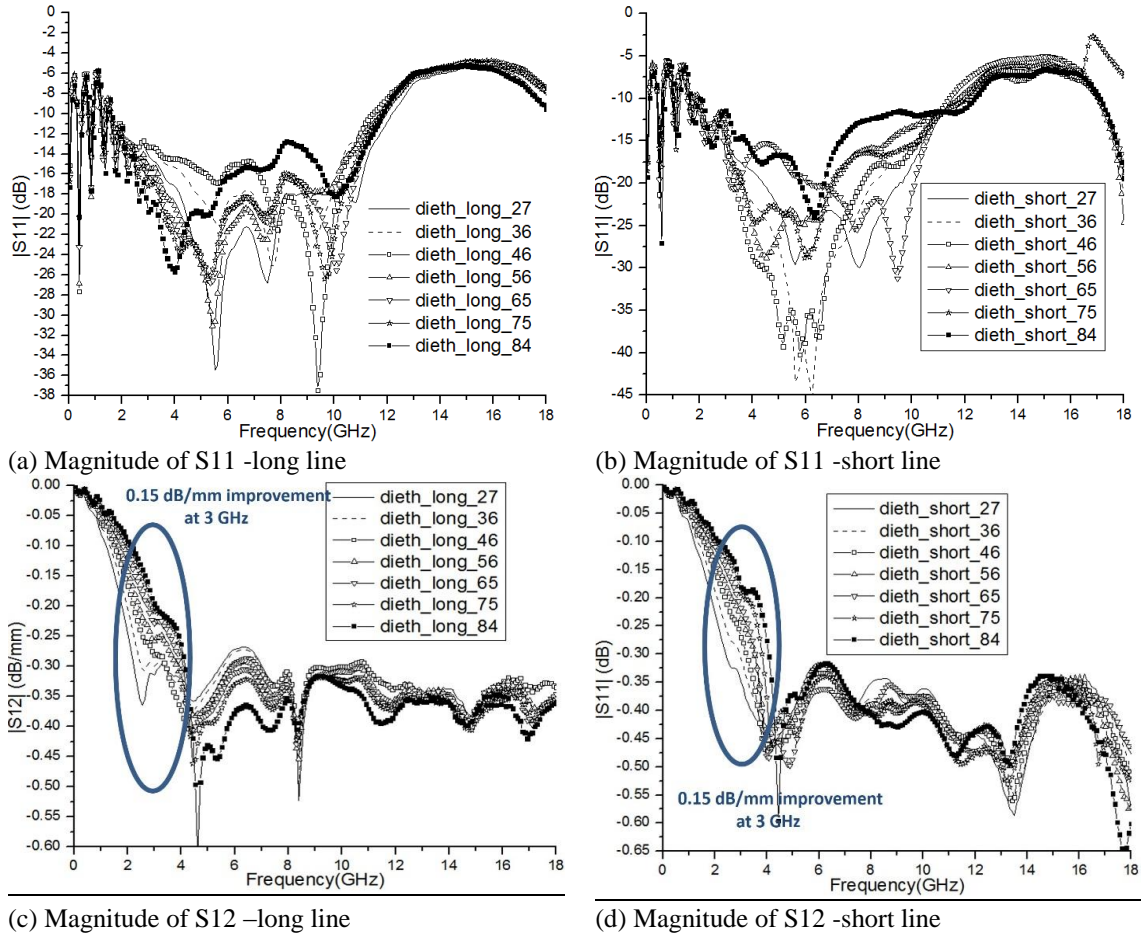 0
-2
-4
-6
-8
-10
-12
-14
-16
-18
-20
-22
-24
-26
-28
-30
-32
-34
-36
-38
|S11| (dB)
0 2 4 6 8 10 12 14 16 18
Frequency(GHz)
dieth_long_27
dieth_long_36
dieth_long_46
dieth_long_56
dieth_long_65
dieth_long_75
dieth_long_84
(a) Magnitude of S11 -long line
0
-5
-10
-15
-20
-25
-30
-35
-40
-45
|S11| (dB)
0 2 4 6 8 10 12 14 16 18
Frequency(GHz)
dieth_short_27
dieth_short_36
dieth_short_46
dieth_short_56
dieth_short_65
dieth_short_75
dieth_short_84
(b) Magnitude of S11 -short line
0.00
-0.05
-0.10
-0.15
-0.20
-0.25
-0.30
-0.35
-0.40
-0.45
-0.50
-0.55
-0.60
|S12| (dB/mm)
0 2 4 6 8 10 12 14 16 18
Frequency(GHz)
0.15 dB/mm improvement
at 3 GHz
dieth_long_27
dieth_long_36
dieth_long_46
dieth_long_56
dieth_long_65
dieth_long_75
dieth_long_84
(c) Magnitude of S12 –long line
0.00
-0.05
-0.10
-0.15
-0.20
-0.25
-0.30
-0.35
-0.40
-0.45
-0.50
-0.55
-0.60
-0.65
|S11| (dB)
0 2 4 6 8 10 12 14 16 18
Frequency(GHz)
dieth_short_27
dieth_short_36
dieth_short_46
dieth_short_56
dieth_short_65
dieth_short_75
dieth_short_84
0.15 dB/mm improvement
at 3 GHz
(d) Magnitude of S12 -short line